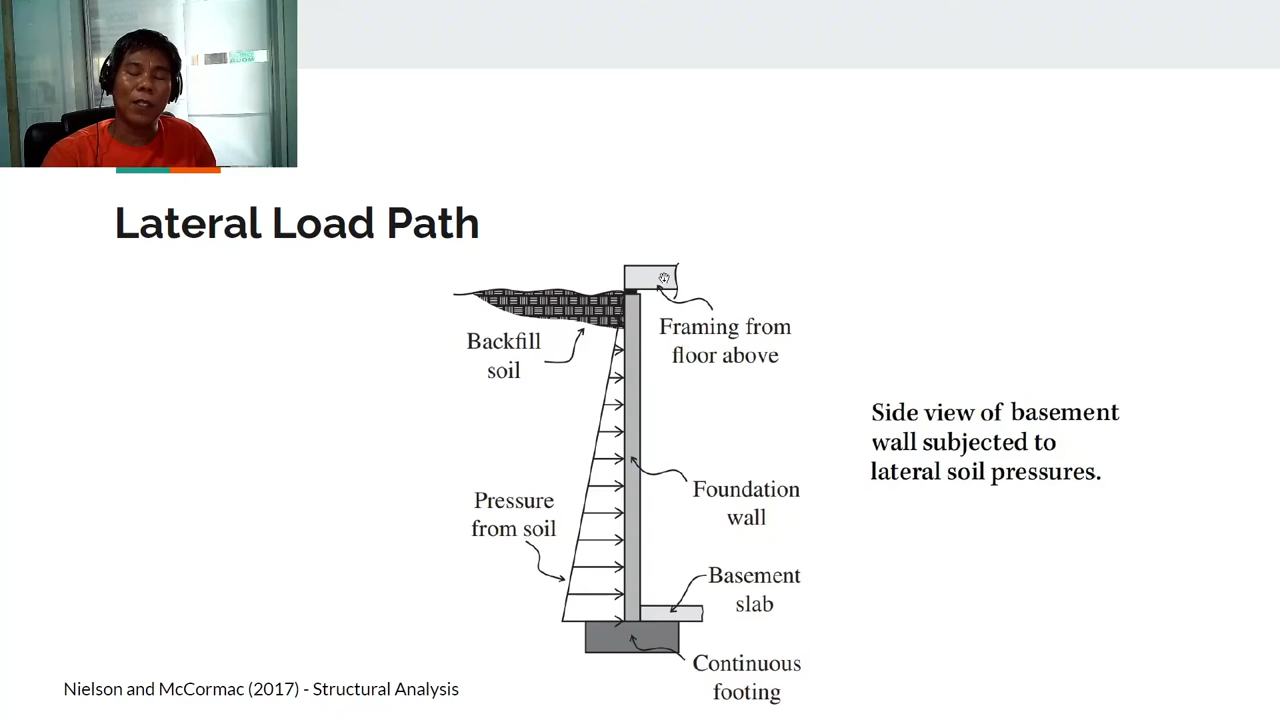 Lateral Load Path
Backfill
soil
Framing from
floor above
Side view of basement
wall subjected to
lateral soil pressures.
Pressure
from soil
Foundation
wall
Basement
slab
Continuous
footing
Nielson and McCormac (2017) - Structural Analysis